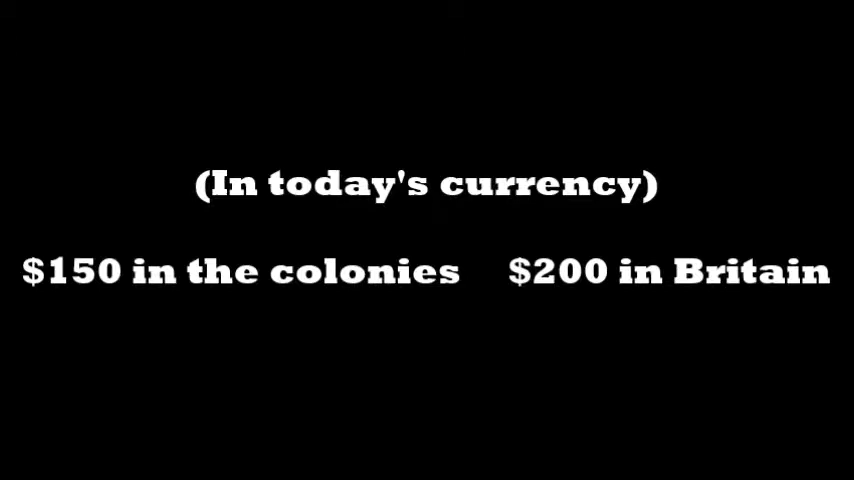 (In today's currency)
$150 in the colonies $200 in Britain